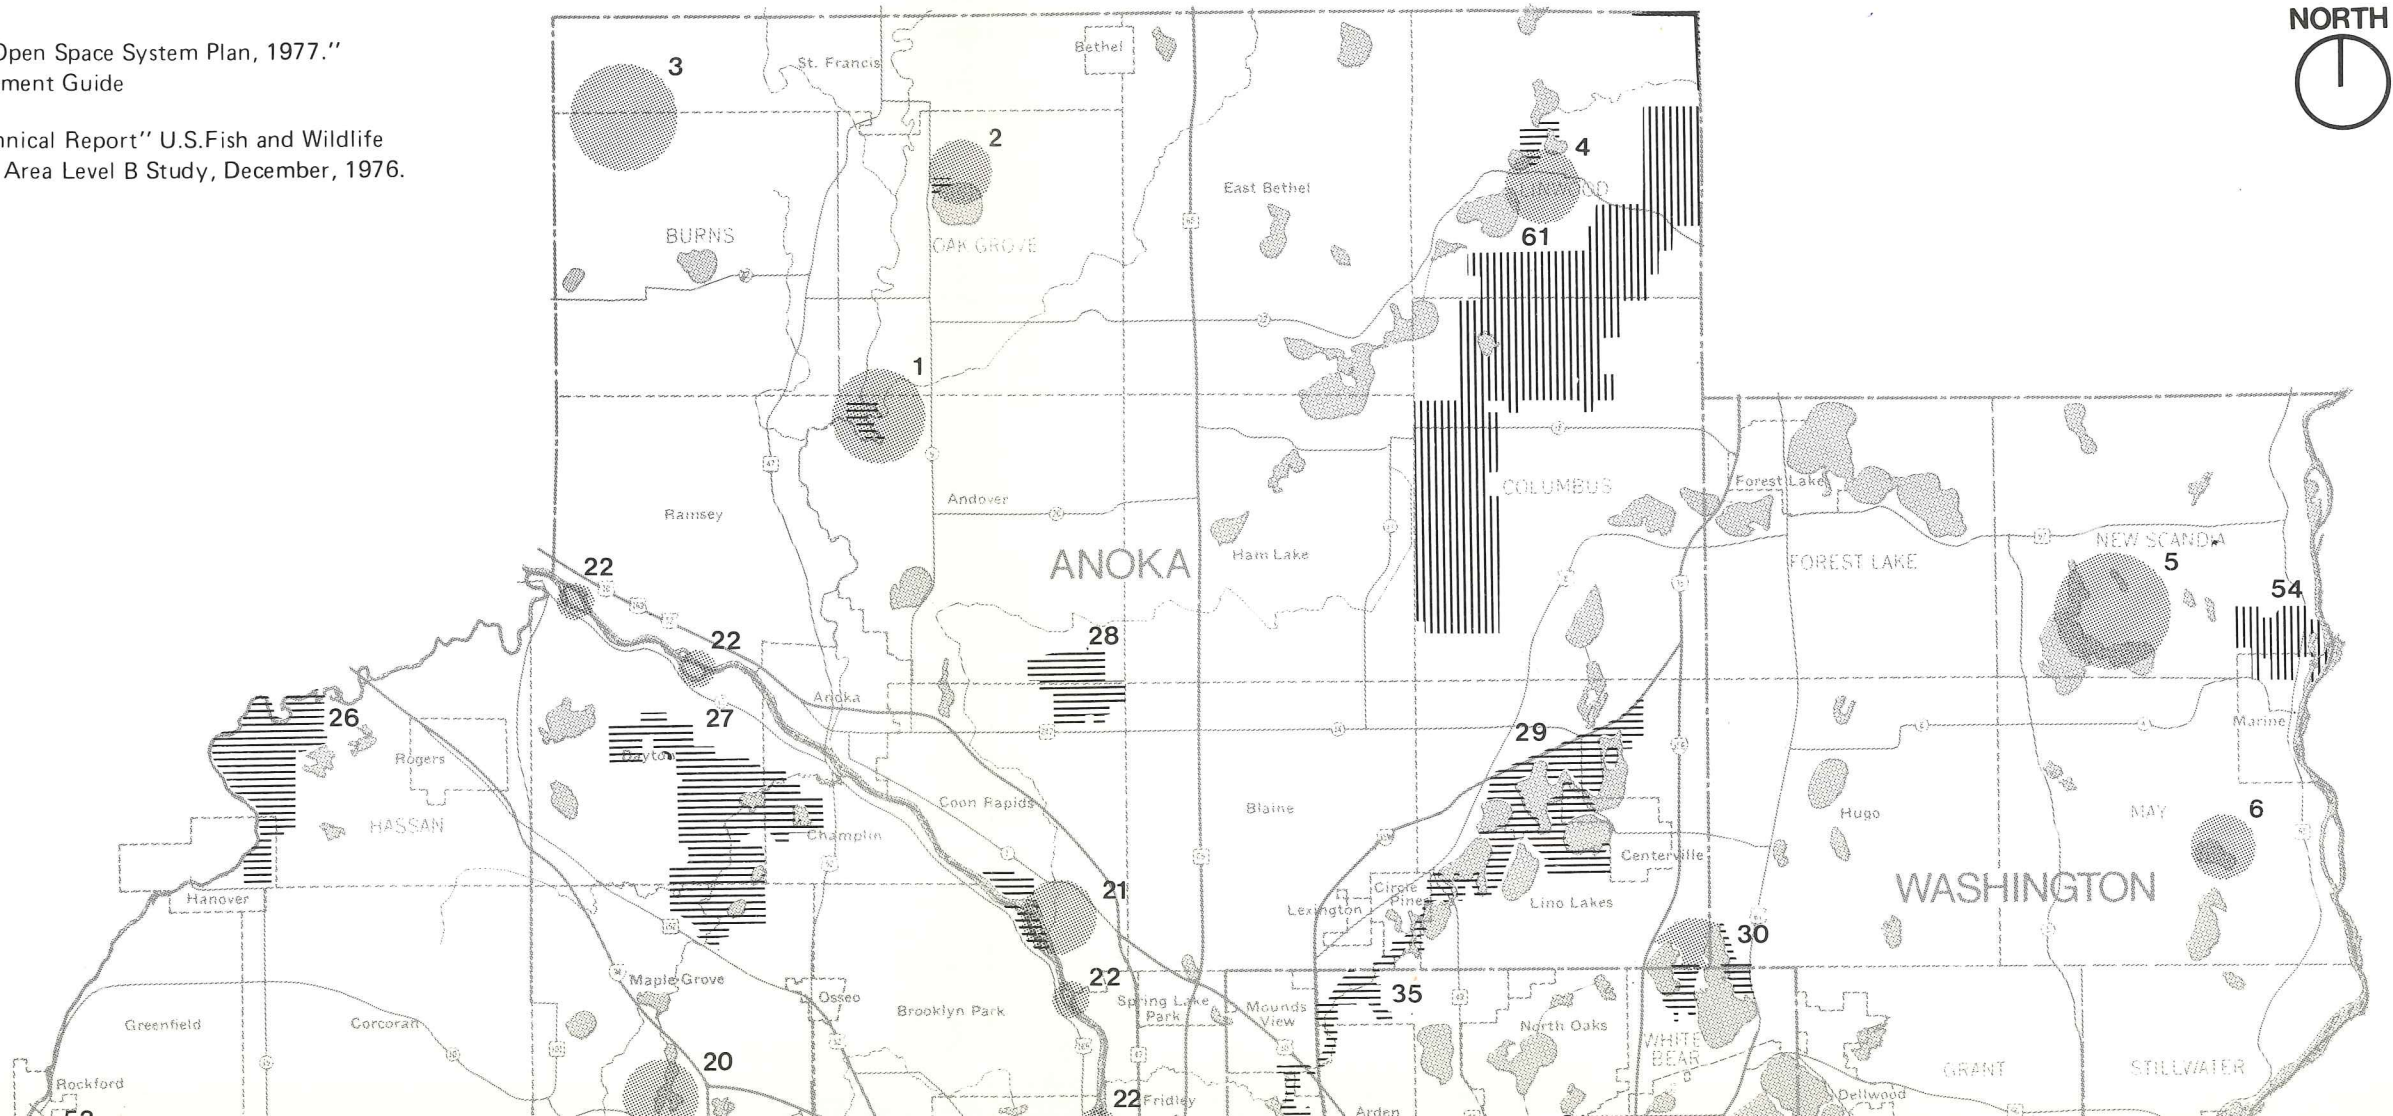 Open Space System Plan, 1977."
ment Guide
nnical Report" U.S.Fish and Wildlife
Area Level B Study, December, 1976.
NORTH
3
St. Francis
Bethel
2
4
East Bethel
BURNS
OAK GROVE
61
65
1
47
Andover
COLUMBUS
Forest Lake
Ramsey
ANOKA
Ham Lake
NEW SCANDIA
FOREST LAKE
5
22
54
22
28
Anoka
26
27
29
Marine
Dayton
Rogers
Coon Rapids
Blaine
Hugo
MAY
6
HASSAN
Champlin
Centerville
WASHINGTON
21
Circle
Pines
Hanover
Lexington
Lino Lakes
30
Maple Grove
22
35
Osseo
Spring Lake
Park
Mounds
View
Greenfield
Corcoran
Brooklyn Park
North Oaks
WHITE
BEAR
20
GRANT
STILLWATER
Rockford
22
Fridley
Dellwood
Arden